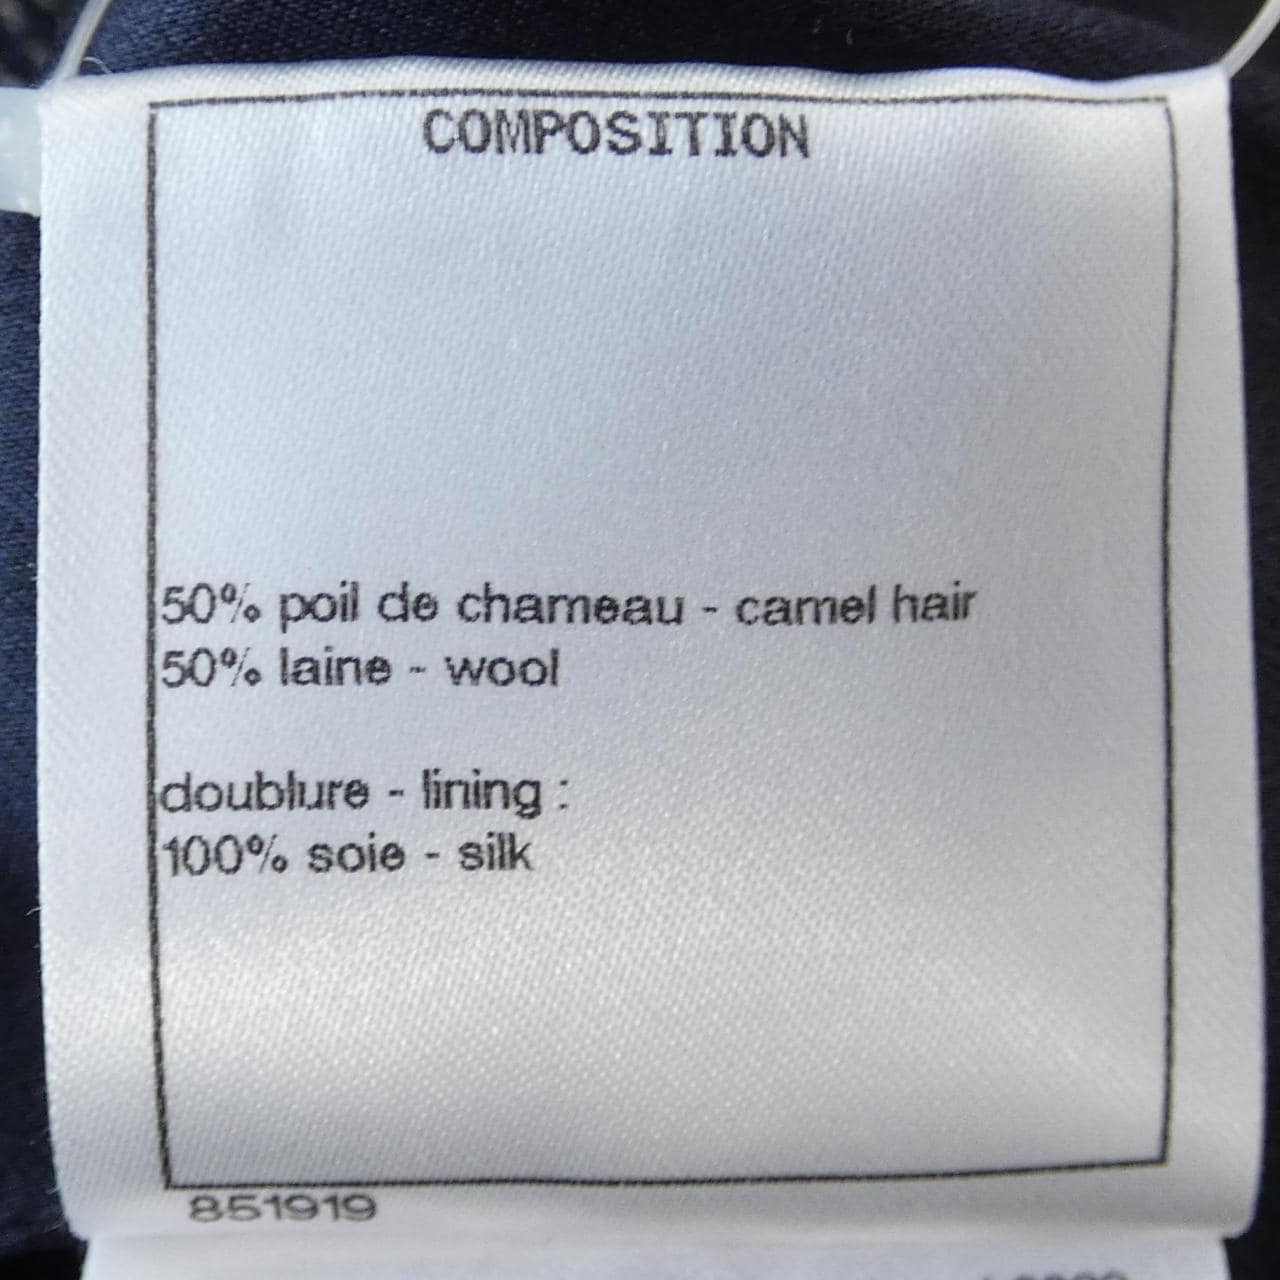 COMPOSITION
50% poil de chameau - camel hair
50% laine - wool
doublure - lining :
100% soie - silk
851919